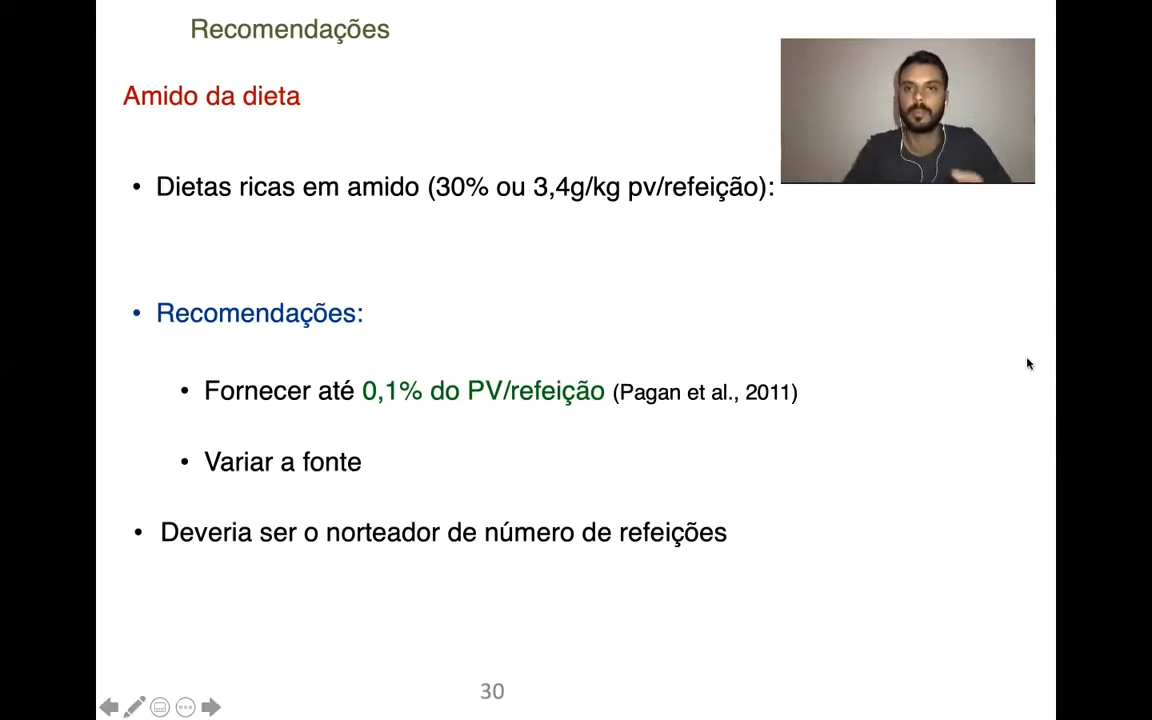 Recomendações
Amido da dieta
• Dietas ricas em amido (30% ou 3,4g/kg pv/refeição):
• Recomendações:
• Fornecer até 0,1% do PV/refeição (Pagan et al., 2011)
• Variar a fonte
• Deveria ser o norteador de número de refeições
30